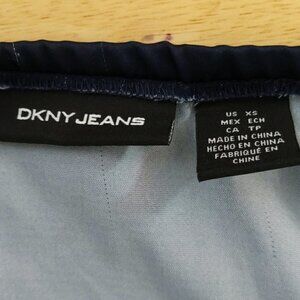 DKNY JEANS
US XS
MEX ECH
CA TP
MADE IN CHINA
HECHO EN CHINA
FABRIQUÉ EN
CHINE